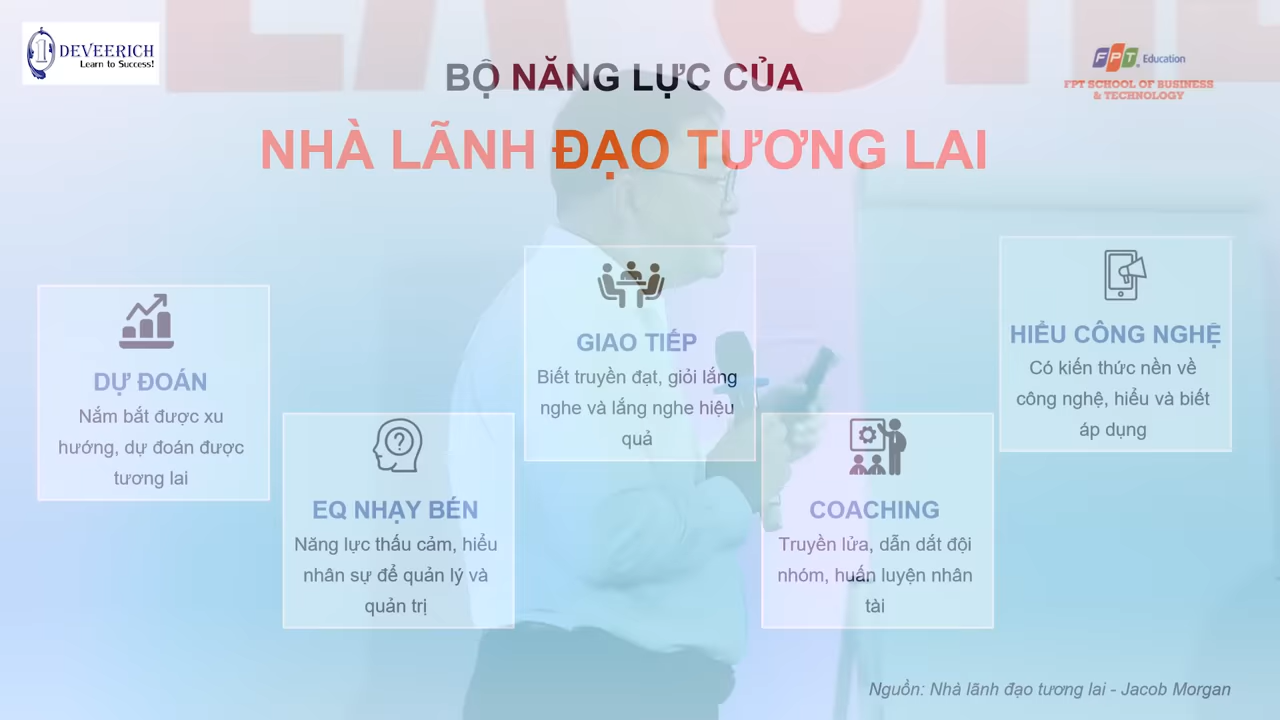 DEVEERICH
Learn to Success!
FPT Education
FPT SCHOOL OF BUSINESS
& TECHNOLOGY
BỘ NĂNG LỰC CỦA
NHÀ LÃNH ĐẠO TƯƠNG LAI
DỰ ĐOÁN
Nắm bắt được xu
hướng, dự đoán được
tương lai
EQ NHẠY BÉN
Năng lực thấu cảm, hiểu
nhân sự để quản lý và
quản trị
GIAO TIẾP
Biết truyền đạt, giỏi lắng
nghe và lắng nghe hiệu
quả
COACHING
Truyền lửa, dẫn dắt đội
nhóm, huấn luyện nhân
tài
HIỂU CÔNG NGHỆ
Có kiến thức nền về
công nghệ, hiểu và biết
áp dụng
Nguồn: Nhà lãnh đạo tương lai - Jacob Morgan